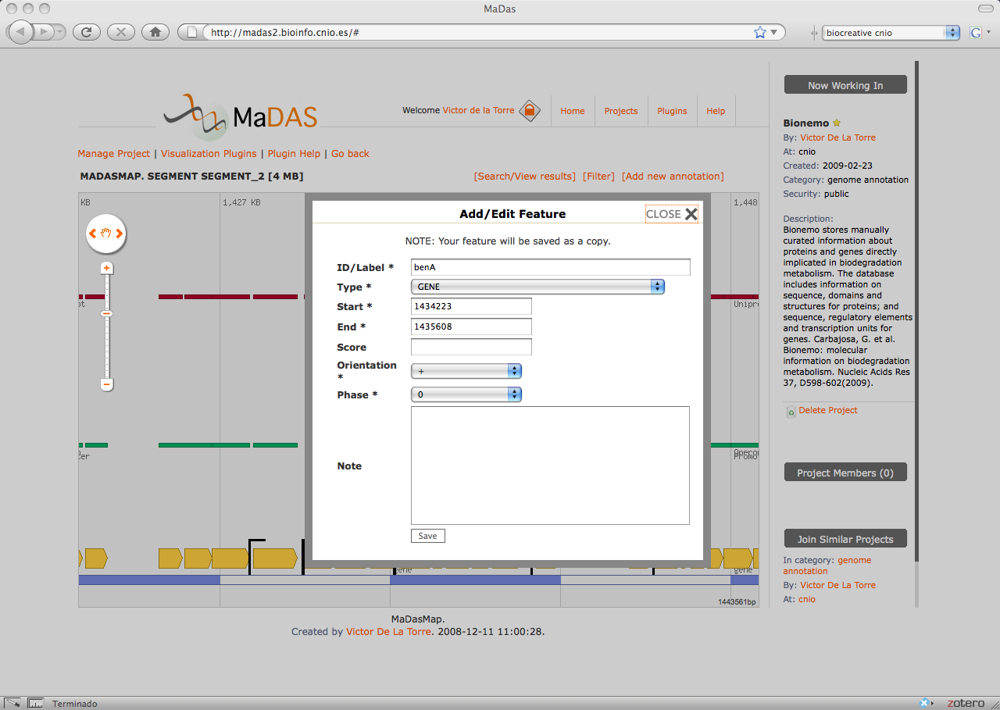 MaDas
http://madas2.bioinfo.cnio.es/#
biocreative cnio
G
MaDAS
Welcome Victor de la Torre
Home
Projects
Plugins
Help
Manage Project | Visualization Plugins | Plugin Help | Go back
MADASMAP. SEGMENT SEGMENT_2 [4 MB]
[Search/View results] [Filter] [Add new annotation]
KB
1,427 KB
1,448
Add/Edit Feature
CLOSE
NOTE: Your feature will be saved as a copy.
ID/Label *
benA
Type *
GENE
Start *
1434223
End *
1435608
Score
Orientation
*
+
Phase *
0
Note
Save
Unipr
Opero
Promo
gene
gene
1443561bp
MaDasMap.
Created by Victor De La Torre. 2008-12-11 11:00:28.
Now Working In
Bionemo
By: Victor De La Torre
At: cnio
Created: 2009-02-23
Category: genome annotation
Security: public
Description:
Bionemo stores manually
curated information about
proteins and genes directly
implicated in biodegradation
metabolism. The database
includes information on
sequence, domains and
structures for proteins; and
sequence, regulatory elements
and transcription units for
genes. Carbajosa, G. et al.
Bionemo: molecular
information on biodegradation
metabolism. Nucleic Acids Res
37, D598-602(2009).
Delete Project
Project Members (0)
Join Similar Projects
In category: genome
annotation
By: Victor De La Torre
At: cnio
Terminado
zotero